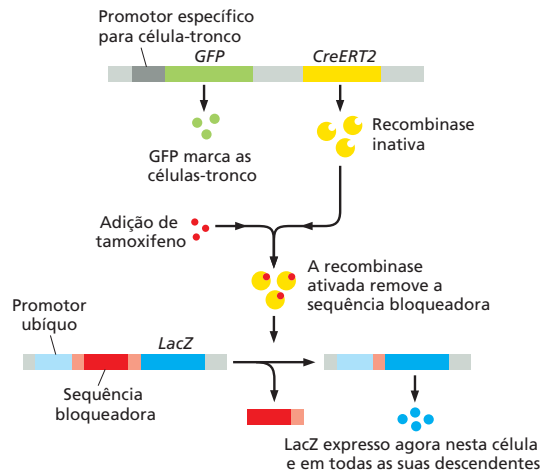 Promotor específico
para célula-tronco
GFP
CreERT2
GFP marca as
células-tronco
Recombinase
inativa
Adição de
tamoxifeno
A recombinase
ativada remove a
sequência bloqueadora
Promotor
ubíquo
LacZ
Sequência
bloqueadora
LacZ expresso agora nesta célula
e em todas as suas descendentes